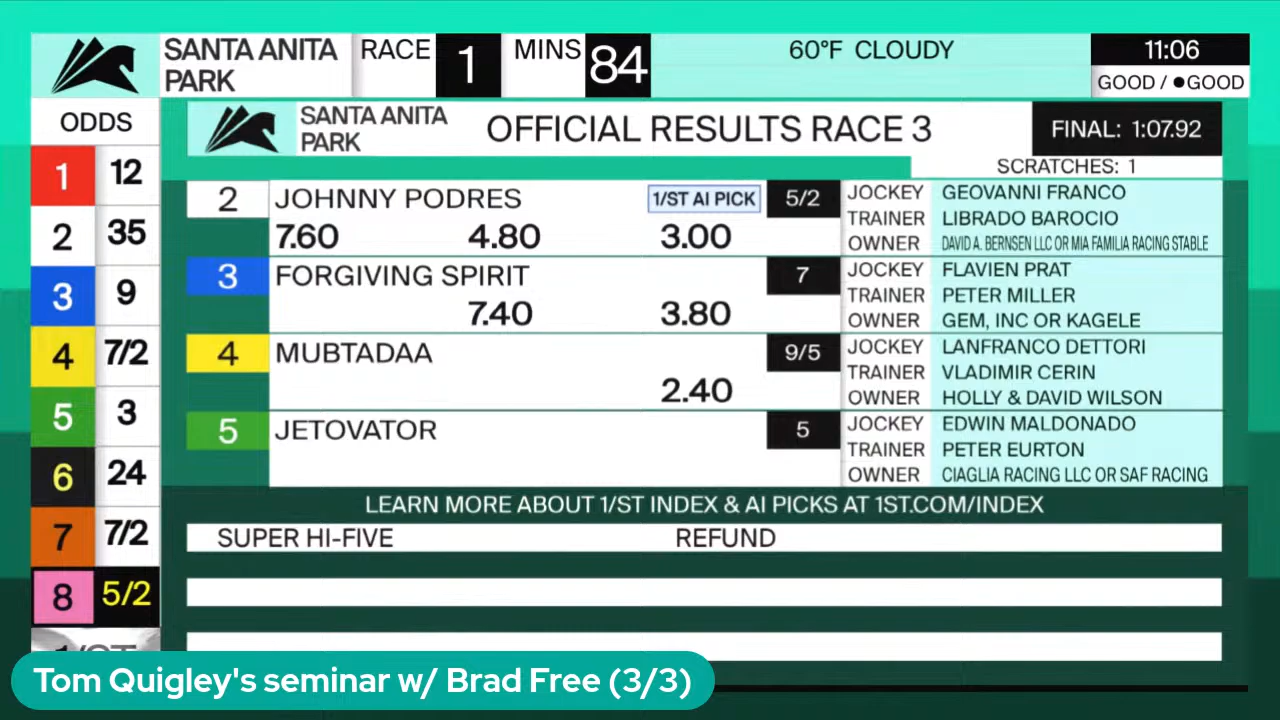 SANTA ANITA PARK RACE 1 MINS 84 60°F CLOUDY 11:06
GOOD / ●GOOD
ODDS
1 12
2 35
3 9
4 7/2
5 3
6 24
7 7/2
8 5/2
SANTA ANITA PARK OFFICIAL RESULTS RACE 3 FINAL: 1:07.92
SCRATCHES: 1
2 JOHNNY PODRES 1/ST AI PICK 5/2 JOCKEY GEOVANNI FRANCO
TRAINER LIBRADO BAROCIO
7.60 4.80 3.00 OWNER DAVID A. BERNSEN LLC OR MIA FAMILIA RACING STABLE
3 FORGIVING SPIRIT 7 JOCKEY FLAVIEN PRAT
TRAINER PETER MILLER
7.40 3.80 OWNER GEM, INC OR KAGELE
4 MUBTADAA 9/5 JOCKEY LANFRANCO DETTORI
TRAINER VLADIMIR CERIN
2.40 OWNER HOLLY & DAVID WILSON
5 JETOVATOR 5 JOCKEY EDWIN MALDONADO
TRAINER PETER EURTON
OWNER CIAGLIA RACING LLC OR SAF RACING
LEARN MORE ABOUT 1/ST INDEX & AI PICKS AT 1ST.COM/INDEX
SUPER HI-FIVE REFUND
Tom Quigley's seminar w/ Brad Free (3/3)